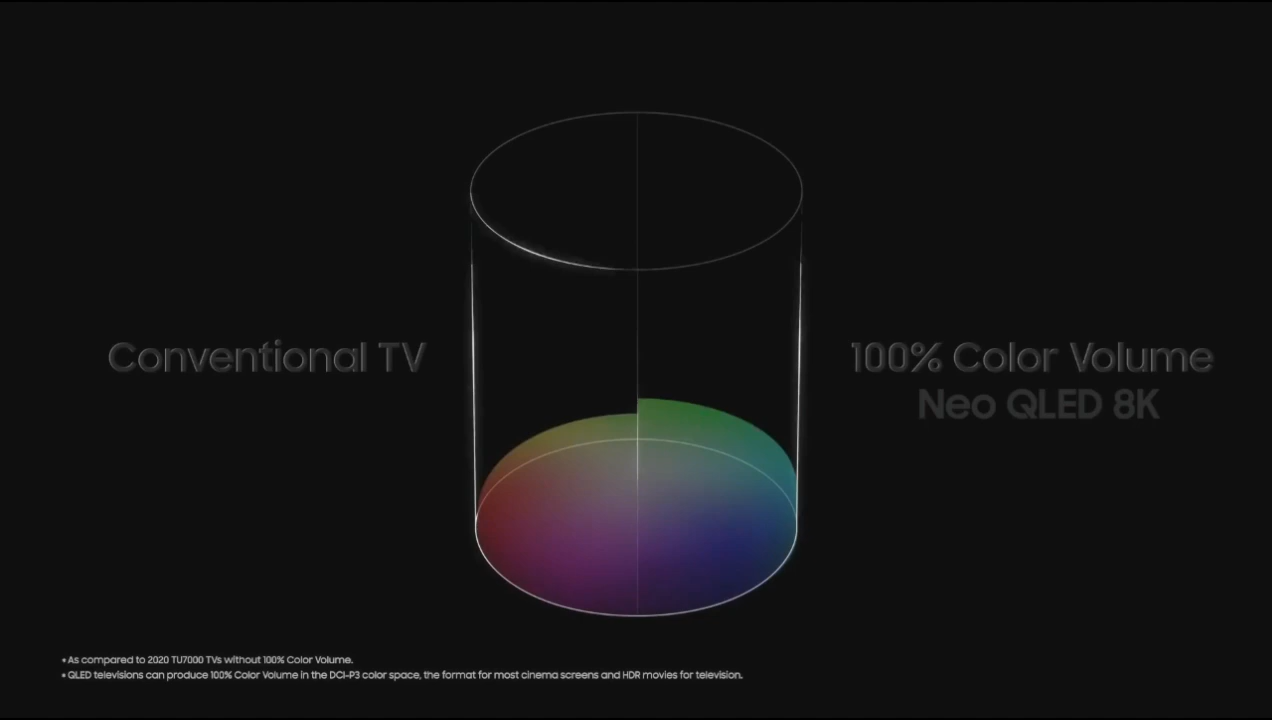 Conventional TV
100% Color Volume
Neo QLED 8K
• As compared to 2020 TU7000 TVs without 100% Color Volume.
• QLED televisions can produce 100% Color Volume in the DCI-P3 color space, the format for most cinema screens and HDR movies for television.